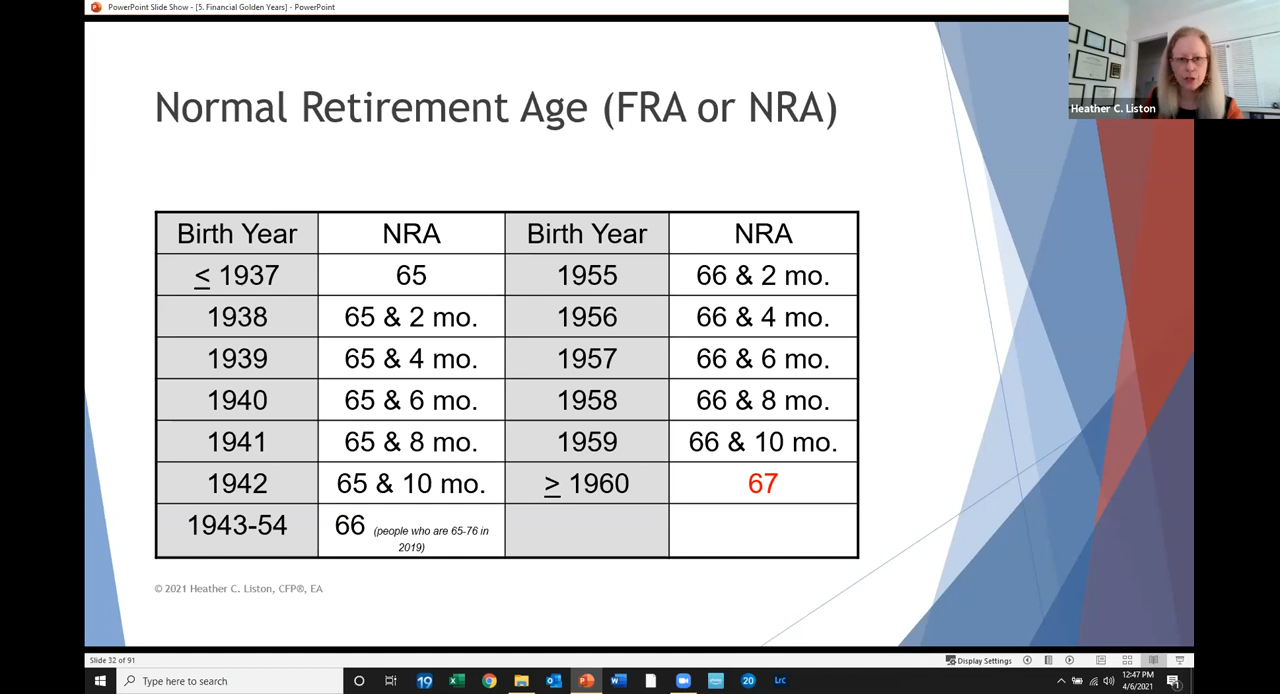 PowerPoint Slide Show - [5. Financial Golden Years] - PowerPoint
Heather C. Liston
Normal Retirement Age (FRA or NRA)
Birth Year NRA Birth Year NRA
≤ 1937 65 1955 66 & 2 mo.
1938 65 & 2 mo. 1956 66 & 4 mo.
1939 65 & 4 mo. 1957 66 & 6 mo.
1940 65 & 6 mo. 1958 66 & 8 mo.
1941 65 & 8 mo. 1959 66 & 10 mo.
1942 65 & 10 mo. ≥ 1960 67
1943-54 66 (people who are 65-76 in
2019)
© 2021 Heather C. Liston, CFP®, EA
Slide 32 of 91 Display Settings
Type here to search 19 20 Lrc 12:47 PM
4/6/2021